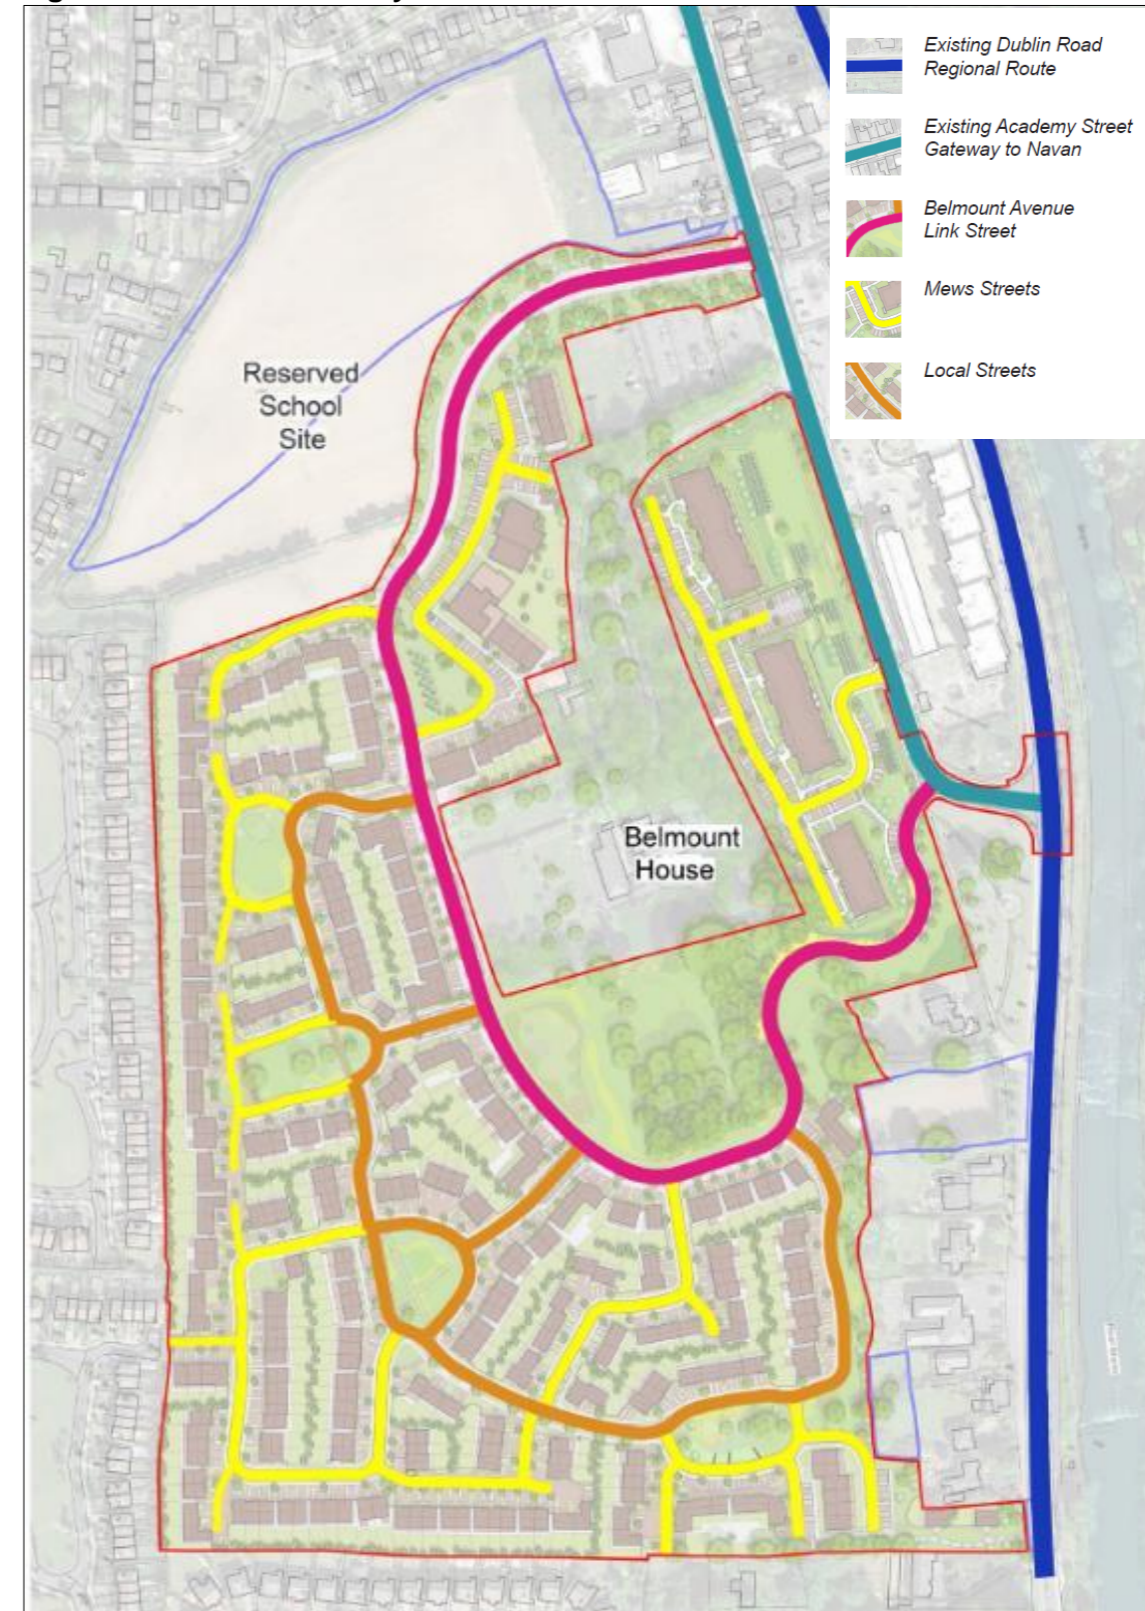 Existing Dublin Road
Regional Route
Existing Academy Street
Gateway to Navan
Belmount Avenue
Link Street
Mews Streets
Local Streets
Reserved
School
Site
Belmount
House